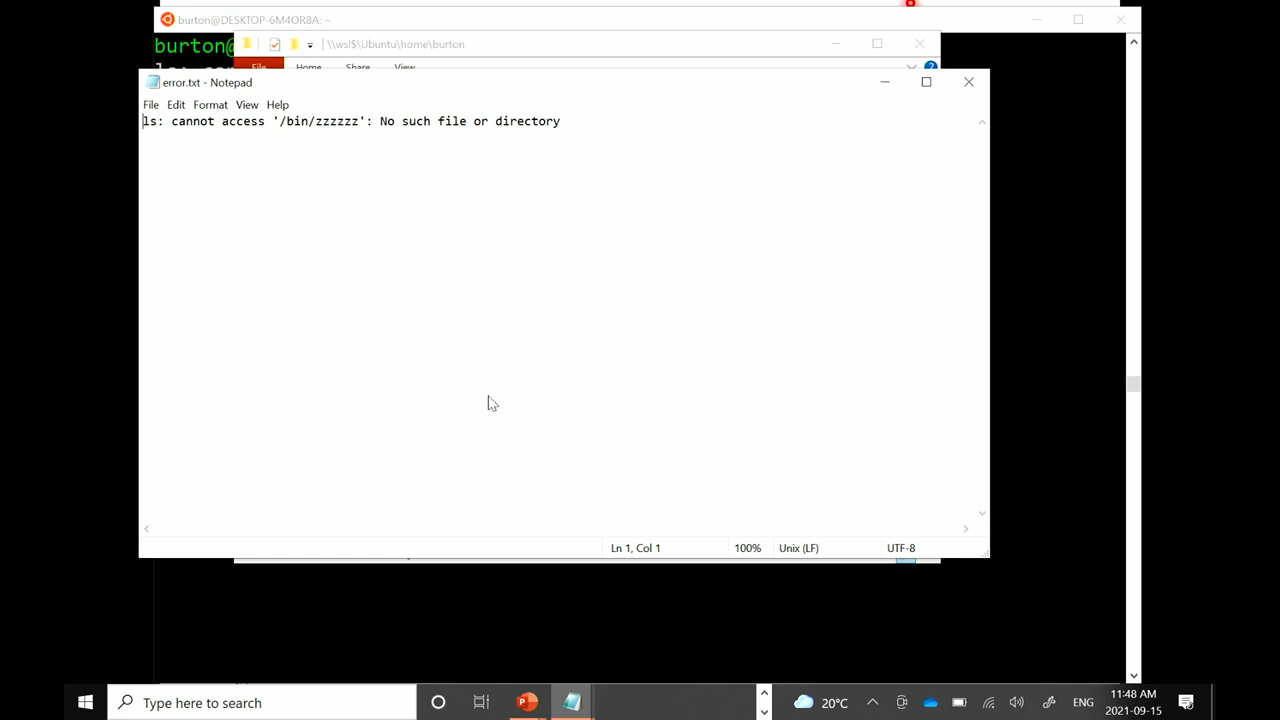 burton@DESKTOP-6M4OR8A: ~
burton@
\\wsl$\Ubuntu\home\burton
File Home Share View
error.txt - Notepad
File Edit Format View Help
ls: cannot access '/bin/zzzzzz': No such file or directory
Ln 1, Col 1 100% Unix (LF) UTF-8
Type here to search
20°C
ENG
11:48 AM
2021-09-15